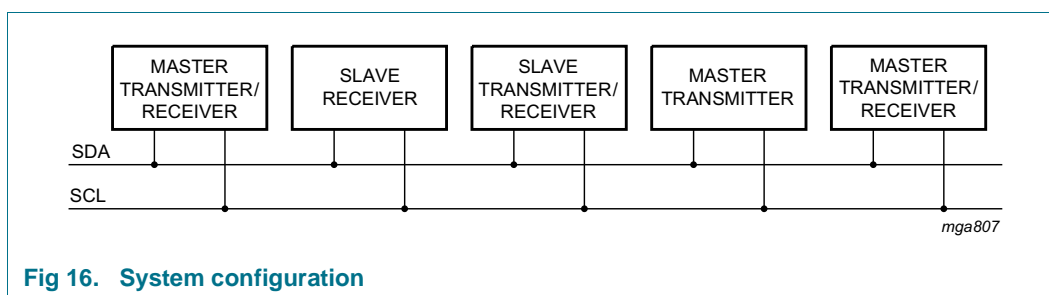 MASTER
TRANSMITTER/
RECEIVER
SLAVE
RECEIVER
SLAVE
TRANSMITTER/
RECEIVER
MASTER
TRANSMITTER
MASTER
TRANSMITTER/
RECEIVER
SDA
SCL
mga807
Fig 16. System configuration